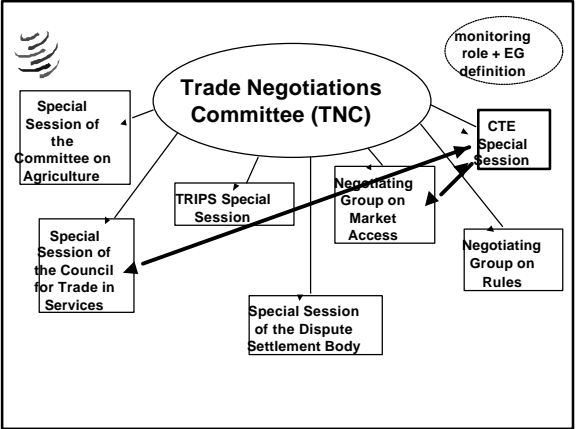 monitoring
role + EG
definition
Trade Negotiations
Committee (TNC)
Special
Session of
the
Committee on
Agriculture
CTE
Special
Session
TRIPS Special
Session
Negotiating
Group on
Market
Access
Special
Session of
the Council
for Trade in
Services
Negotiating
Group on
Rules
Special Session
of the Dispute
Settlement Body